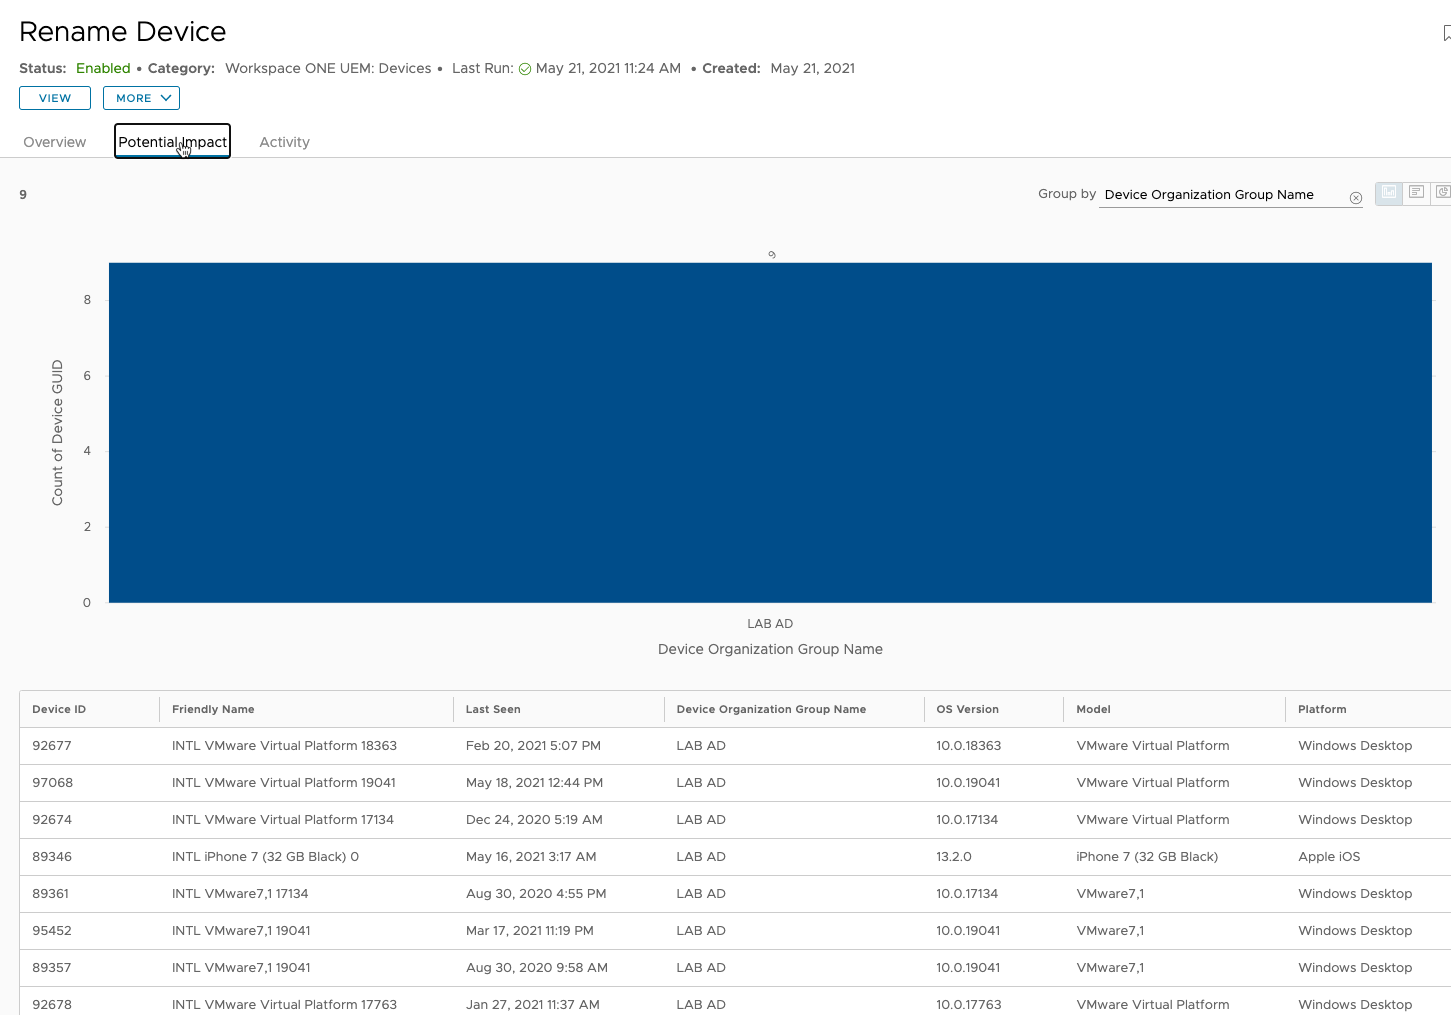 Rename Device
Status: Enabled • Category: Workspace ONE UEM: Devices • Last Run: May 21, 2021 11:24 AM • Created: May 21, 2021
VIEW MORE
Overview Potential Impact Activity
9 Group by Device Organization Group Name
9
8
6
4
2
0
Count of Device GUID
LAB AD
Device Organization Group Name
Device ID Friendly Name Last Seen Device Organization Group Name OS Version Model Platform
92677 INTL VMware Virtual Platform 18363 Feb 20, 2021 5:07 PM LAB AD 10.0.18363 VMware Virtual Platform Windows Desktop
97068 INTL VMware Virtual Platform 19041 May 18, 2021 12:44 PM LAB AD 10.0.19041 VMware Virtual Platform Windows Desktop
92674 INTL VMware Virtual Platform 17134 Dec 24, 2020 5:19 AM LAB AD 10.0.17134 VMware Virtual Platform Windows Desktop
89346 INTL iPhone 7 (32 GB Black) 0 May 16, 2021 3:17 AM LAB AD 13.2.0 iPhone 7 (32 GB Black) Apple iOS
89361 INTL VMware7,1 17134 Aug 30, 2020 4:55 PM LAB AD 10.0.17134 VMware7,1 Windows Desktop
95452 INTL VMware7,1 19041 Mar 17, 2021 11:19 PM LAB AD 10.0.19041 VMware7,1 Windows Desktop
89357 INTL VMware7,1 19041 Aug 30, 2020 9:58 AM LAB AD 10.0.19041 VMware7,1 Windows Desktop
92678 INTL VMware Virtual Platform 17763 Jan 27, 2021 11:37 AM LAB AD 10.0.17763 VMware Virtual Platform Windows Desktop